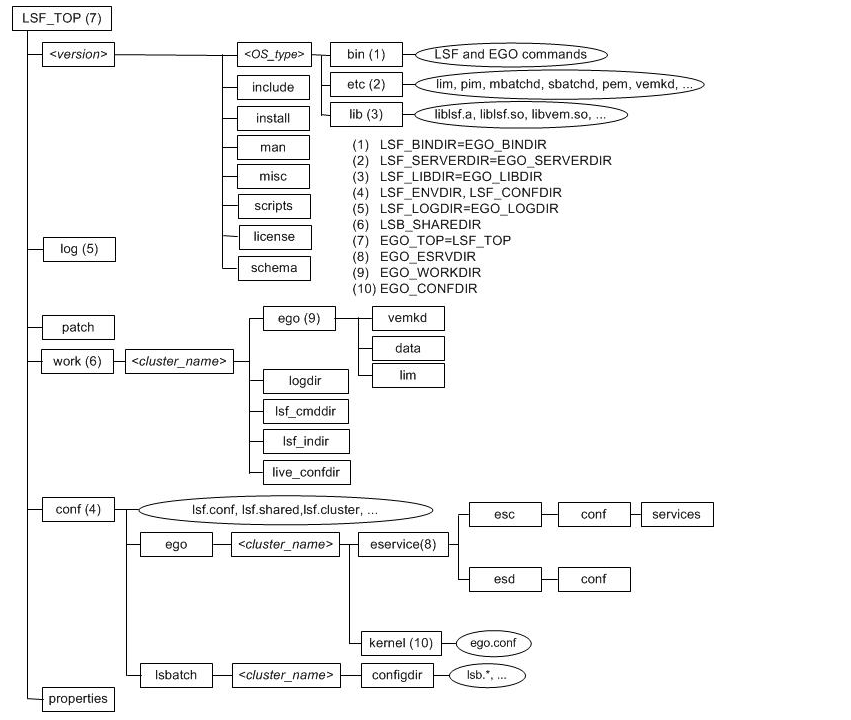 LSF_TOP (7)
<version>
<OS_type>
bin (1)
LSF and EGO commands
include
etc (2)
lim, pim, mbatchd, sbatchd, pem, vemkd, ...
install
lib (3)
liblsf.a, liblsf.so, libvem.so, ...
man
misc
scripts
license
schema
(1) LSF_BINDIR=EGO_BINDIR
(2) LSF_SERVERDIR=EGO_SERVERDIR
(3) LSF_LIBDIR=EGO_LIBDIR
(4) LSF_ENVDIR, LSF_CONFDIR
(5) LSF_LOGDIR=EGO_LOGDIR
(6) LSB_SHAREDIR
(7) EGO_TOP=LSF_TOP
(8) EGO_ESRVDIR
(9) EGO_WORKDIR
(10) EGO_CONFDIR
log (5)
patch
work (6)
<cluster_name>
ego (9)
vemkd
data
lim
logdir
lsf_cmddir
lsf_indir
live_confdir
conf (4)
lsf.conf, lsf.shared,lsf.cluster, ...
ego
<cluster_name>
eservice(8)
esc
conf
services
esd
conf
kernel (10)
ego.conf
lsbatch
<cluster_name>
configdir
lsb.*, ...
properties